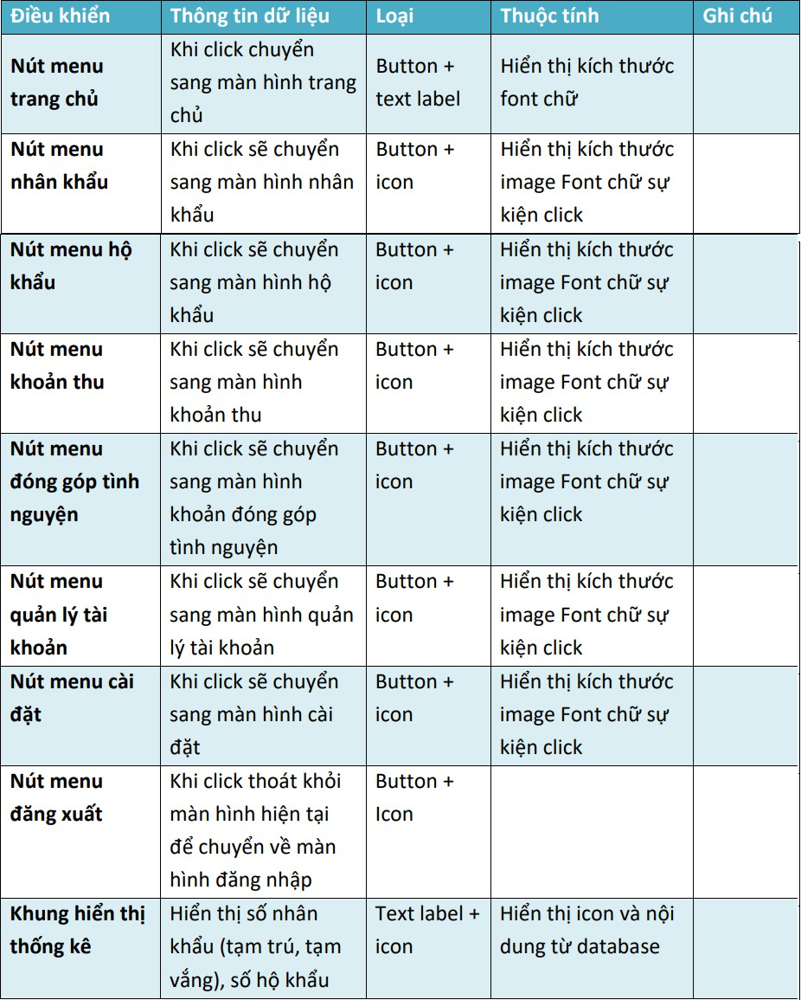 Điều khiển
Thông tin dữ liệu
Loại
Thuộc tính
Ghi chú
Nút menu
trang chủ
Khi click chuyển
sang màn hình trang
chủ
Button +
text label
Hiển thị kích thước
font chữ
Nút menu
nhân khẩu
Khi click sẽ chuyển
sang màn hình nhân
khẩu
Button +
icon
Hiển thị kích thước
image Font chữ sự
kiện click
Nút menu hộ
khẩu
Khi click sẽ chuyển
sang màn hình hộ
khẩu
Button +
icon
Hiển thị kích thước
image Font chữ sự
kiện click
Nút menu
khoản thu
Khi click sẽ chuyển
sang màn hình
khoản thu
Button +
icon
Hiển thị kích thước
image Font chữ sự
kiện click
Nút menu
đóng góp tình
nguyện
Khi click sẽ chuyển
sang màn hình
khoản đóng góp
tình nguyện
Button +
icon
Hiển thị kích thước
image Font chữ sự
kiện click
Nút menu
quản lý tài
khoản
Khi click sẽ chuyển
sang màn hình quản
lý tài khoản
Button +
icon
Hiển thị kích thước
image Font chữ sự
kiện click
Nút menu cài
đặt
Khi click sẽ chuyển
sang màn hình cài
đặt
Button +
icon
Hiển thị kích thước
image Font chữ sự
kiện click
Nút menu
đăng xuất
Khi click thoát khỏi
màn hình hiện tại
để chuyển về màn
hình đăng nhập
Button +
Icon
Khung hiển thị
thống kê
Hiển thị số nhân
khẩu (tạm trú, tạm
vắng), số hộ khẩu
Text label +
icon
Hiển thị icon và nội
dung từ database